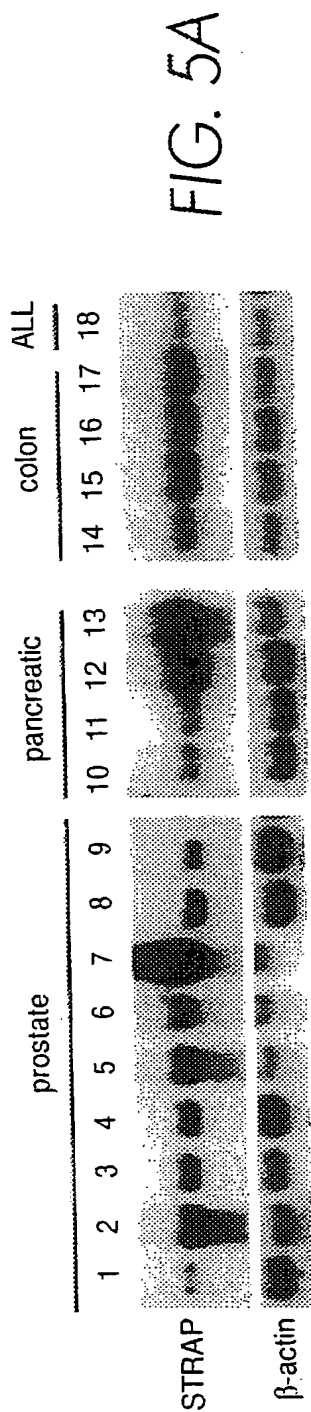 prostate pancreatic colon ALL
1 2 3 4 5 6 7 8 9 10 11 12 13 14 15 16 17 18
STRAP
β-actin
FIG. 5A